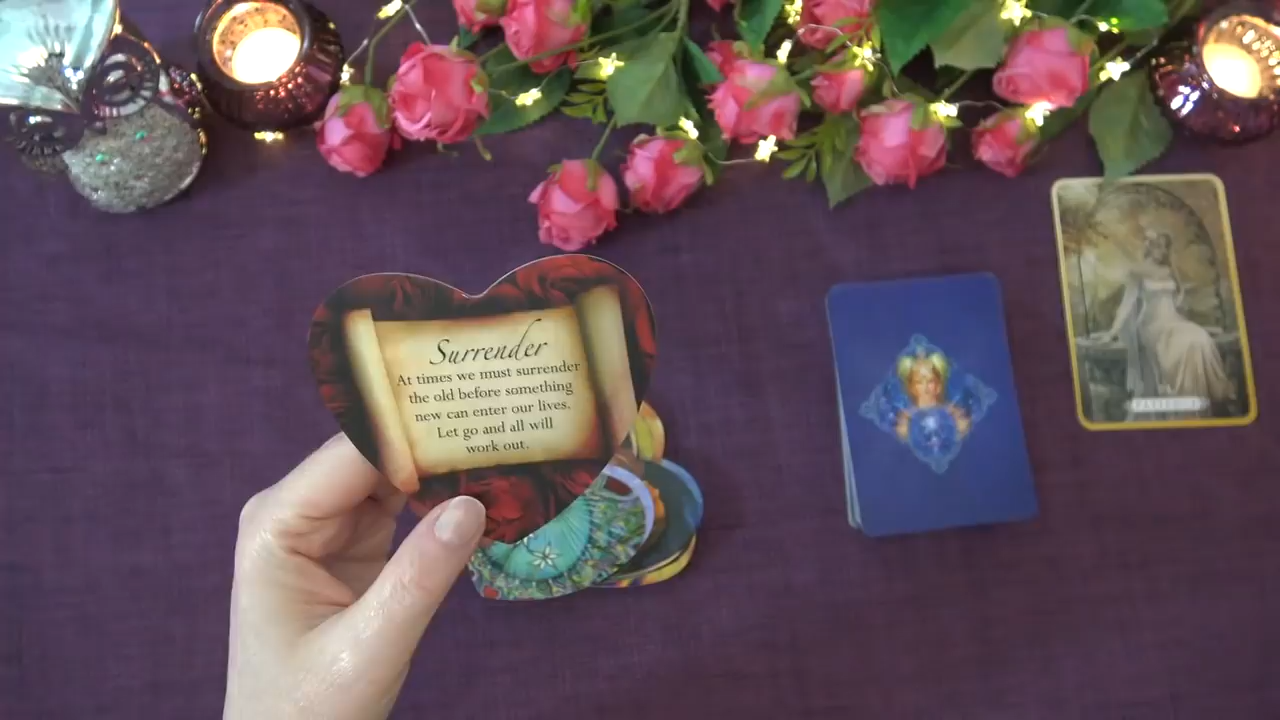 Surrender
At times we must surrender
the old before something
new can enter our lives.
Let go and all will
work out.